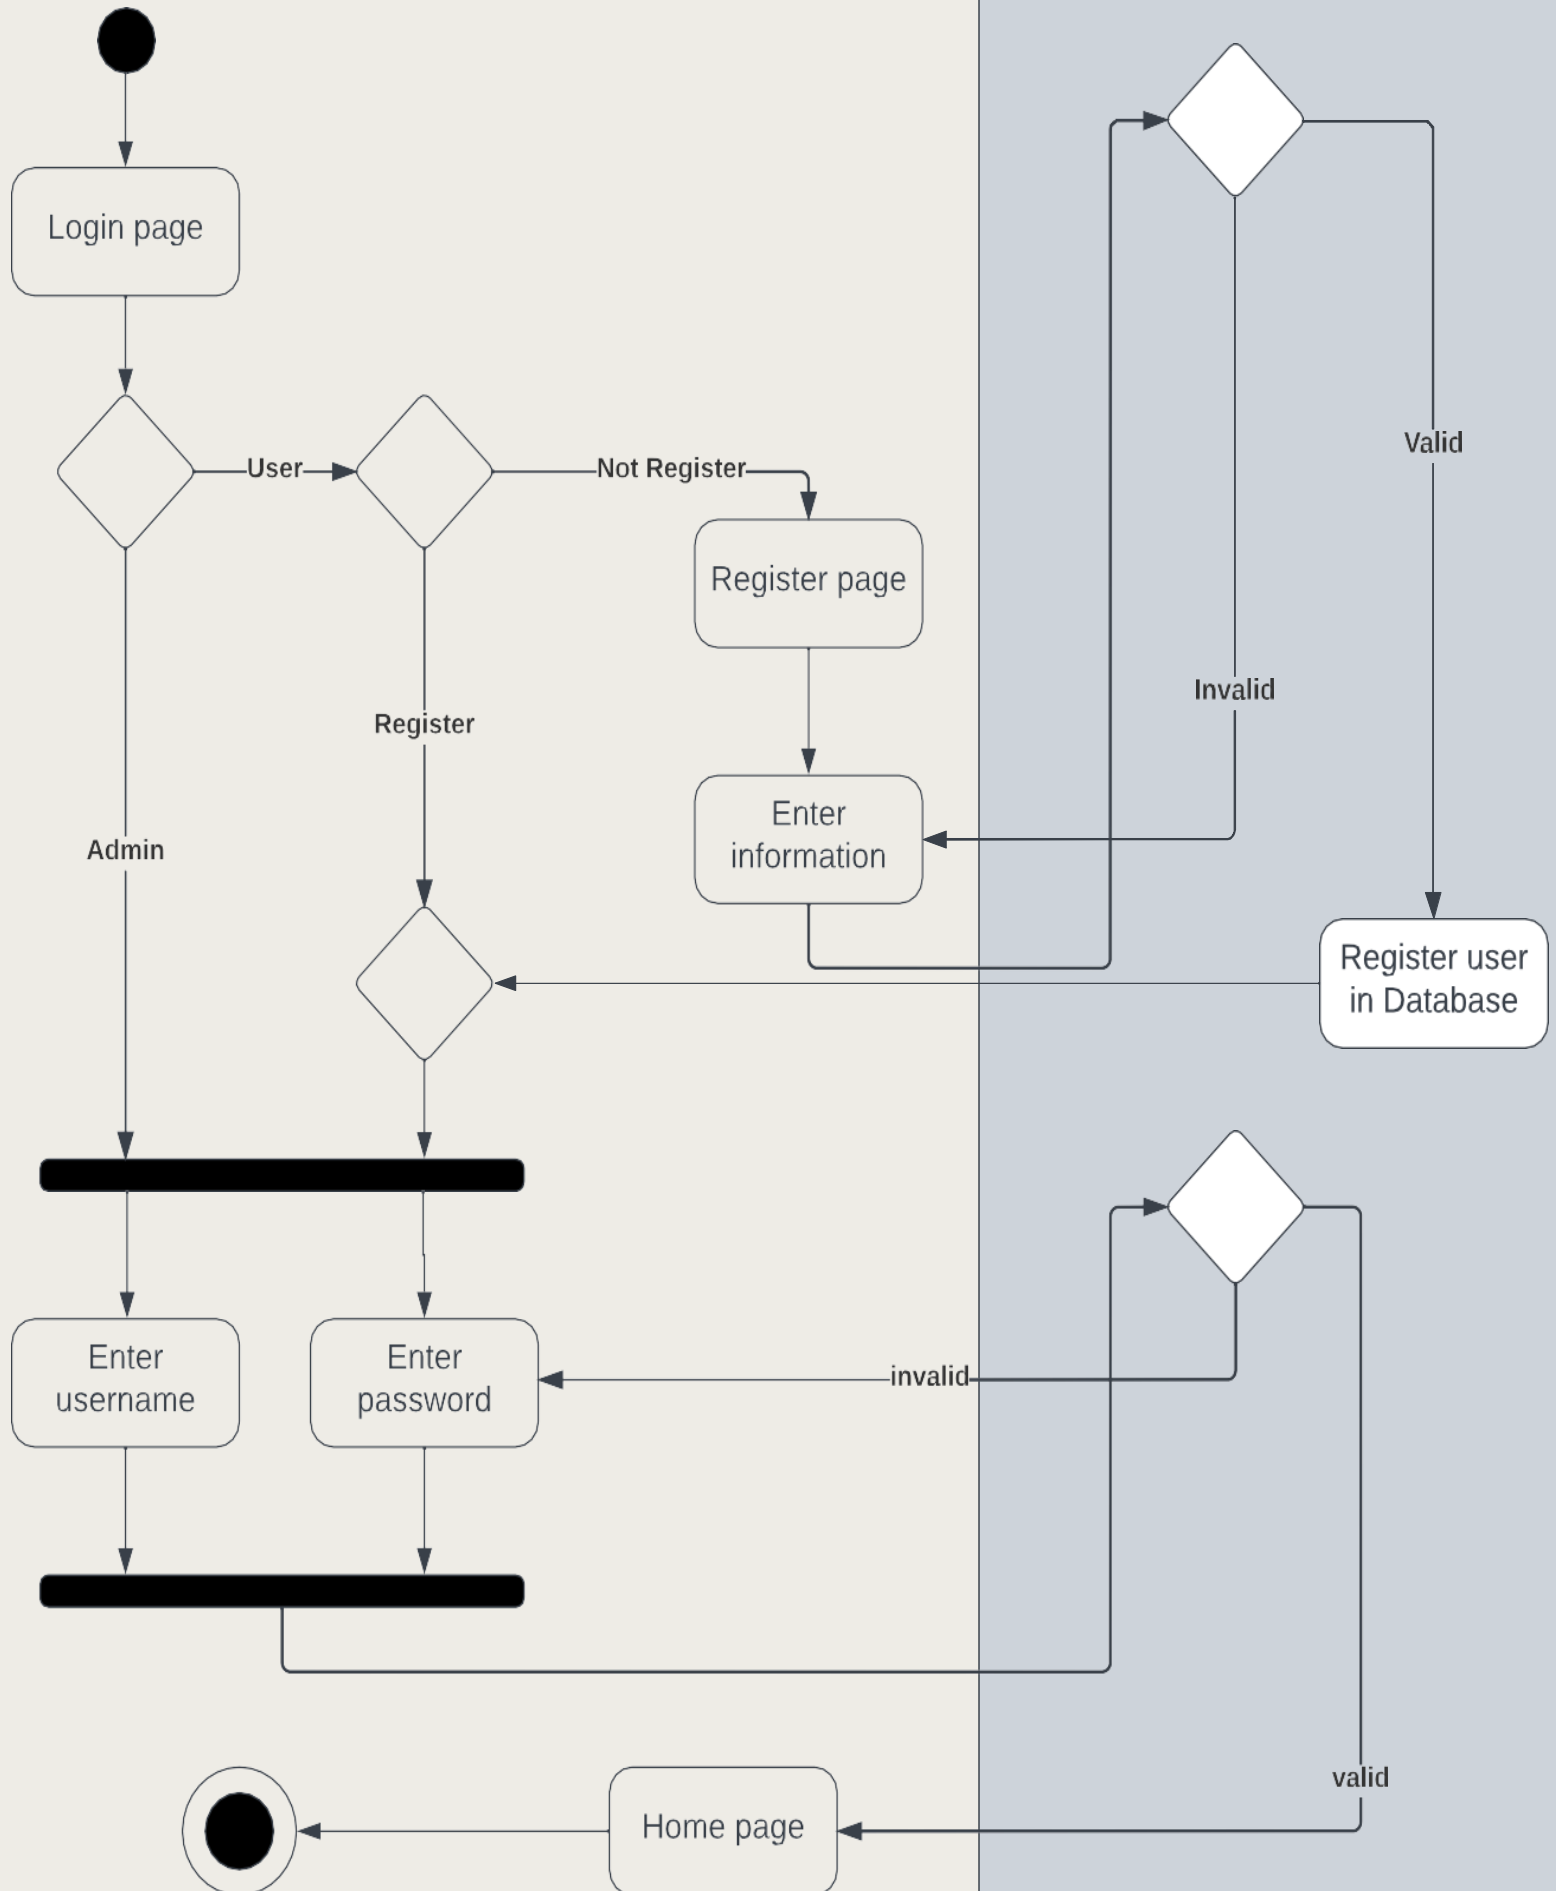 Login page
User
Not Register
Valid
Register page
Invalid
Register
Enter
information
Admin
Register user
in Database
Enter
username
Enter
password
invalid
valid
Home page